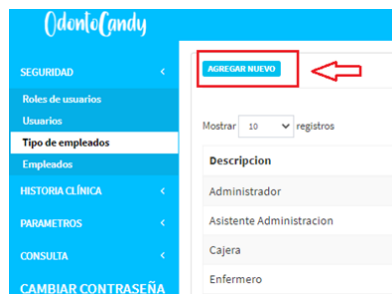 OdontoCandy
SEGURIDAD
Roles de usuarios
Usuarios
Tipo de empleados
Empleados
HISTORIA CLÍNICA
PARAMETROS
CONSULTA
CAMBIAR CONTRASEÑA
AGREGAR NUEVO
Mostrar 10 registros
Descripcion
Administrador
Asistente Administracion
Cajera
Enfermero